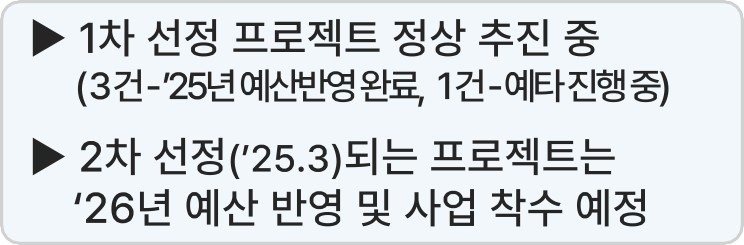 ▶ 1차 선정 프로젝트 정상 추진 중
(3건-’25년 예산반영 완료, 1건-예타 진행 중)
▶ 2차 선정(’25.3)되는 프로젝트는
‘26년 예산 반영 및 사업 착수 예정